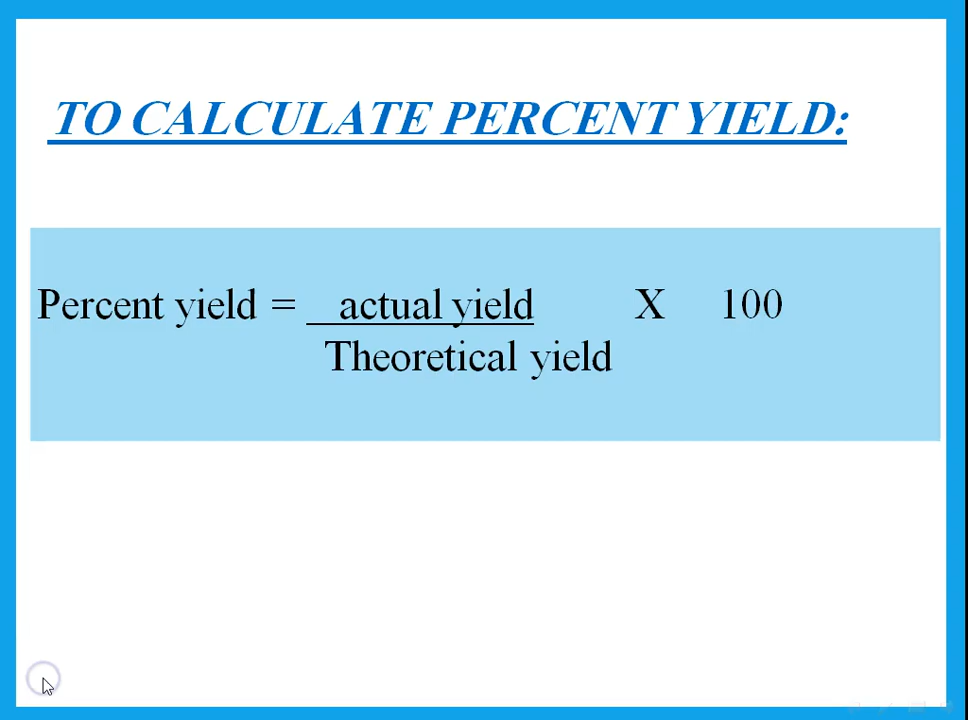 TO CALCULATE PERCENT YIELD:
Percent yield = actual yield X 100
Theoretical yield